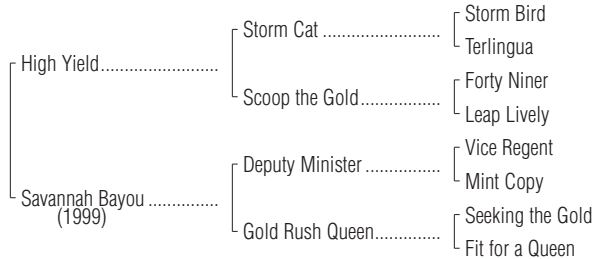 Storm Bird
Storm Cat ............................
Terlingua
High Yield............................
Forty Niner
Scoop the Gold...................
Leap Lively
Vice Regent
Deputy Minister ..................
Mint Copy
Savannah Bayou ................
(1999)
Seeking the Gold
Gold Rush Queen................
Fit for a Queen